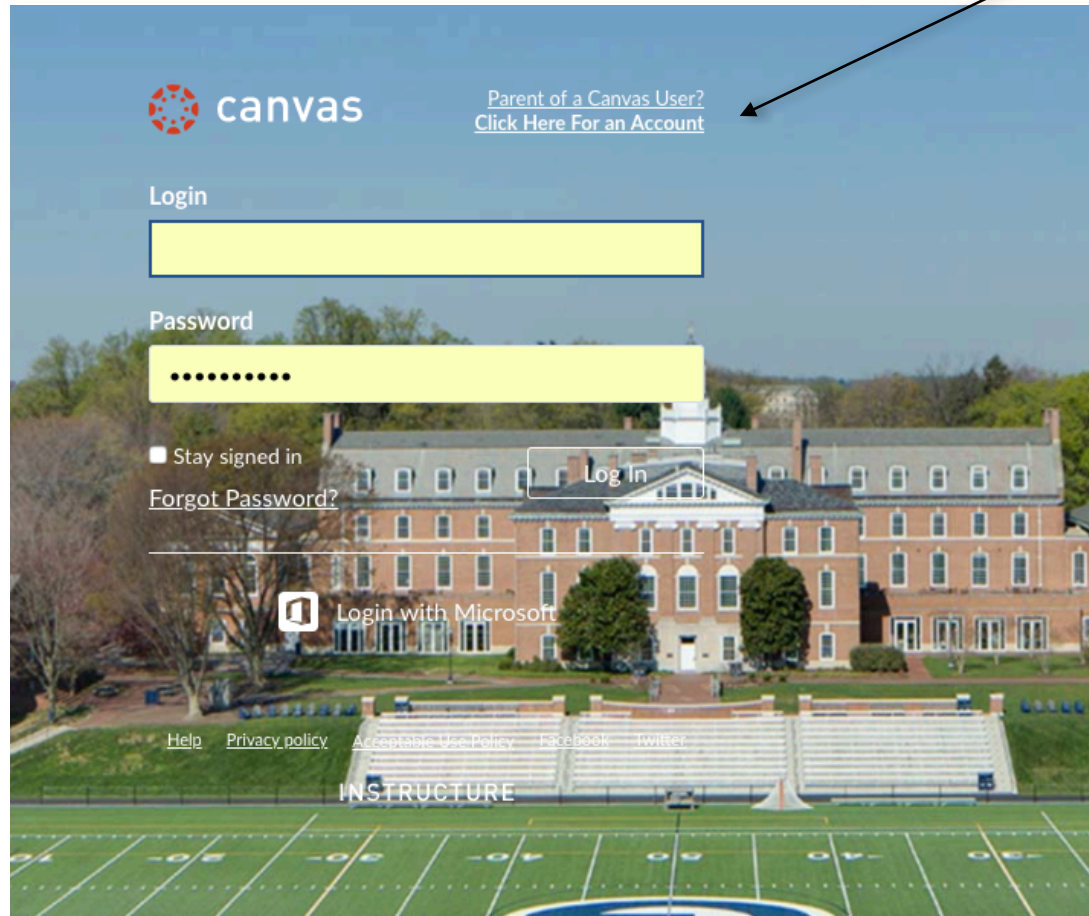 canvas
Parent of a Canvas User?
Click Here For an Account
Login
Password
Stay signed in
Log In
Forgot Password?
Login with Microsoft
Help Privacy policy Acceptable Use Policy Facebook Twitter
INSTRUCTURE